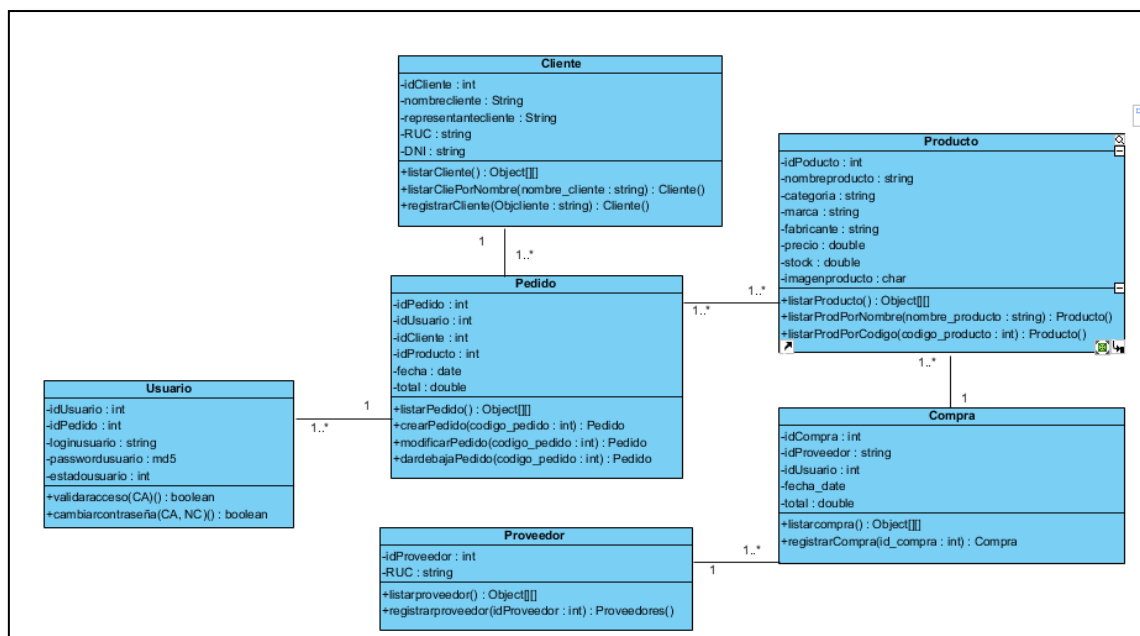 Cliente
-idCliente : int
-nombrecliente : String
-representantecliente : String
-RUC : string
-DNI : string
+listarCliente() : Object[][]
+listarCliePorNombre(nombre_cliente : string) : Cliente()
+registrarCliente(Objcliente : string) : Cliente()
1
1..*
Producto
-idPoducto : int
-nombreproducto : string
-categoria : string
-marca : string
-fabricante : string
-precio : double
-stock : double
-imagenproducto : char
+listarProducto() : Object[][]
+listarProdPorNombre(nombre_producto : string) : Producto()
+listarProdPorCodigo(codigo_producto : int) : Producto()
Pedido
-idPedido : int
-idUsuario : int
-idCliente : int
-idProducto : int
-fecha : date
-total : double
+listarPedido() : Object[][]
+crearPedido(codigo_pedido : int) : Pedido
+modificarPedido(codigo_pedido : int) : Pedido
+dardebajaPedido(codigo_pedido : int) : Pedido
1..*
1..*
1..*
1
Usuario
-idUsuario : int
-idPedido : int
-loginusuario : string
-passwordusuario : md5
-estadousuario : int
+validaracceso(CA)() : boolean
+cambiarcontraseña(CA, NC)() : boolean
1
1..*
Compra
-idCompra : int
-idProveedor : string
-idUsuario : int
-fecha_date
-total : double
+listarcompra() : Object[][]
+registrarCompra(id_compra : int) : Compra
Proveedor
-idProveedor : int
-RUC : string
+listarproveedor() : Object[][]
+registrarproveedor(idProveedor : int) : Proveedores()
1..*
1